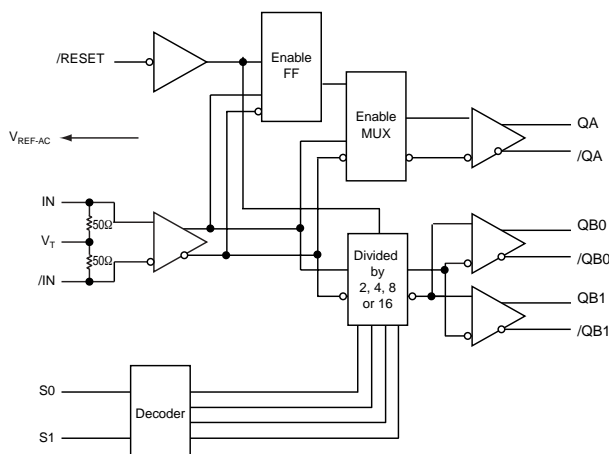 /RESET
Enable
FF
Enable
MUX
QA
/QA
VREF-AC
IN
50Ω
VT
50Ω
/IN
Divided
by
2, 4, 8
or 16
QB0
/QB0
QB1
/QB1
S0
Decoder
S1